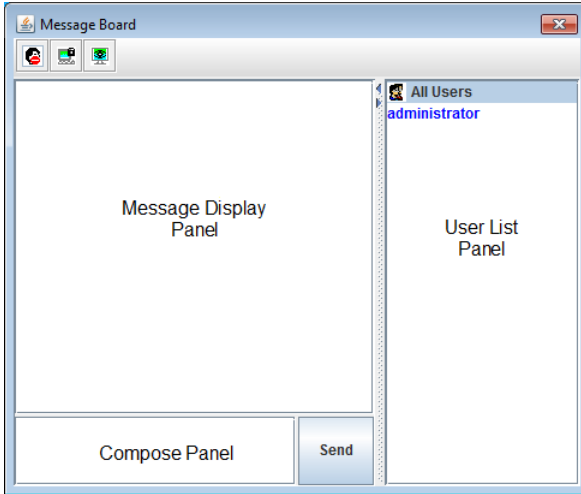 Message Board
All Users
administrator
Message Display
Panel
User List
Panel
Compose Panel
Send